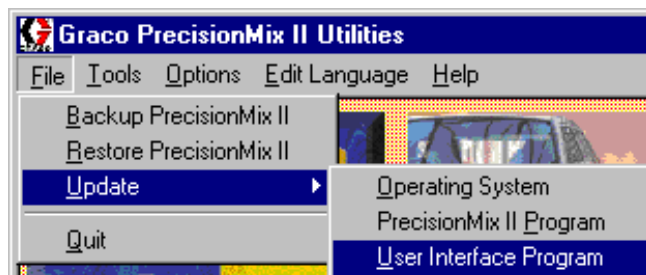 Graco PrecisionMix II Utilities
File Tools Options Edit Language Help
Backup PrecisionMix II
Restore PrecisionMix II
Update
Operating System
PrecisionMix II Program
Quit
User Interface Program